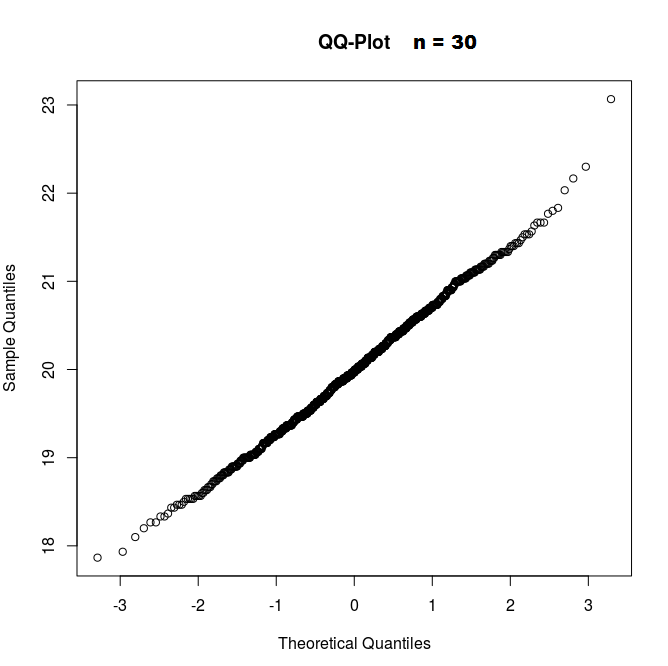 QQ-Plot n = 30
23
22
21
20
19
18
Sample Quantiles
-3 -2 -1 0 1 2 3
Theoretical Quantiles